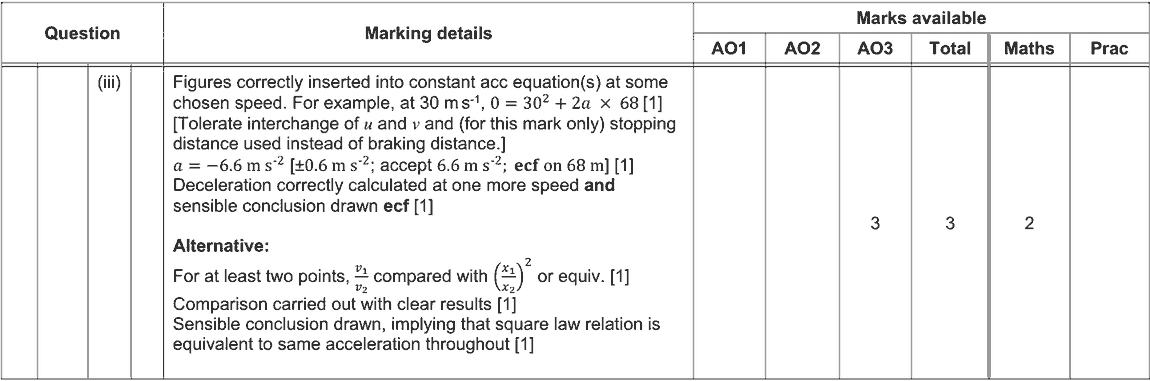 Question
Marking details
Marks available
AO1 AO2 AO3 Total Maths Prac
(iii)
Figures correctly inserted into constant acc equation(s) at some
chosen speed. For example, at 30 m s⁻¹, 0 = 30² + 2a × 68 [1]
[Tolerate interchange of u and v and (for this mark only) stopping
distance used instead of braking distance.]
a = −6.6 m s⁻² [±0.6 m s⁻²; accept 6.6 m s⁻²; ecf on 68 m] [1]
Deceleration correctly calculated at one more speed and
sensible conclusion drawn ecf [1]
Alternative:
For at least two points, v₁/v₂ compared with (x₁/x₂)² or equiv. [1]
Comparison carried out with clear results [1]
Sensible conclusion drawn, implying that square law relation is
equivalent to same acceleration throughout [1]
3 3 2